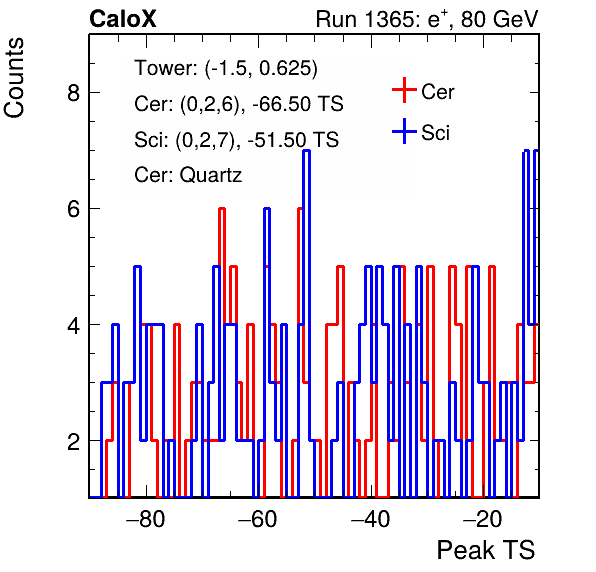 CaloX Run 1365: e⁺, 80 GeV
Counts
Tower: (-1.5, 0.625)
Cer: (0,2,6), -66.50 TS
Sci: (0,2,7), -51.50 TS
Cer: Quartz
Cer
Sci
8
6
4
2
−80 −60 −40 −20
Peak TS